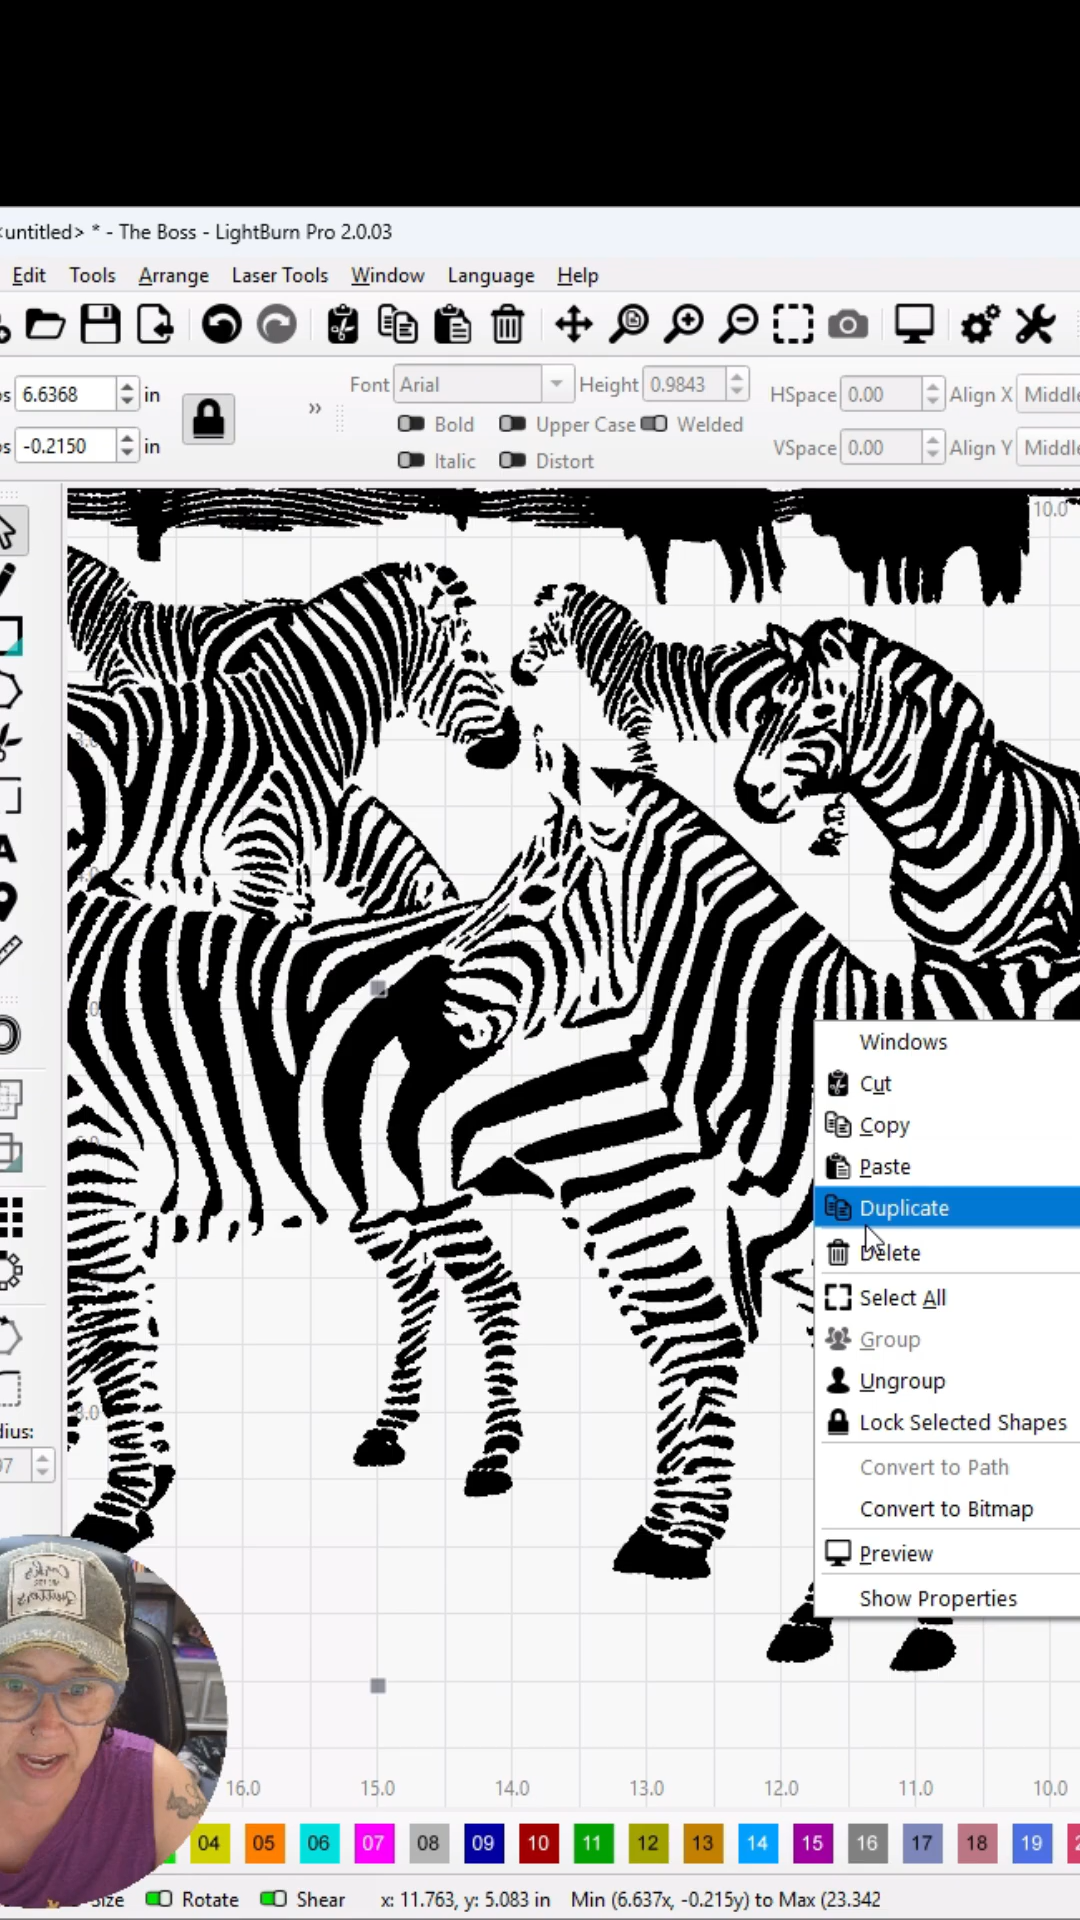 <untitled> * - The Boss - LightBurn Pro 2.0.03
Edit Tools Arrange Laser Tools Window Language Help
6.6368 in
Font Arial Height 0.9843 HSpace 0.00 Align X Middle
Bold Upper Case Welded
-0.2150 in
VSpace 0.00 Align Y Middle
Italic Distort
10.0
Windows
Cut
Copy
Paste
Duplicate
Delete
Select All
Group
Ungroup
Lock Selected Shapes
Convert to Path
Convert to Bitmap
Preview
Show Properties
16.0 15.0 14.0 13.0 12.0 11.0 10.0
04 05 06 07 08 09 10 11 12 13 14 15 16 17 18 19
Rotate Shear x: 11.763, y: 5.083 in Min (6.637x, -0.215y) to Max (23.342